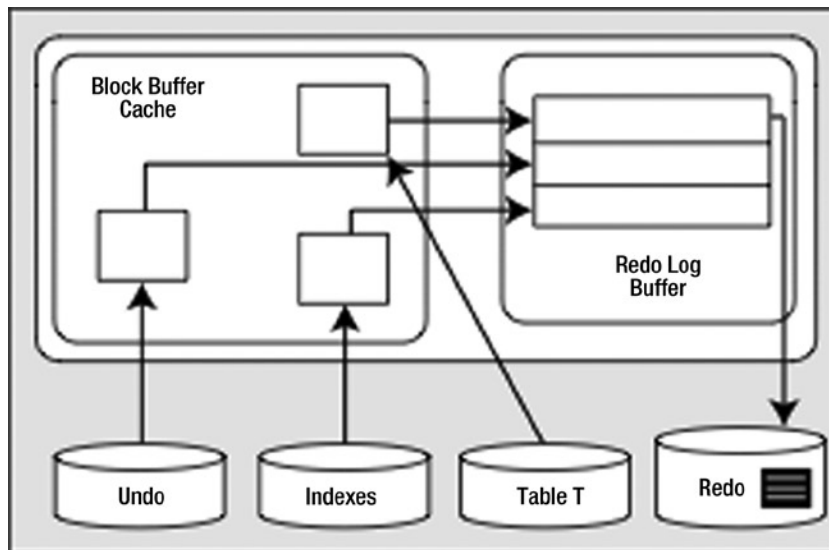 Block Buffer
Cache
Redo Log
Buffer
Undo
Indexes
Table T
Redo